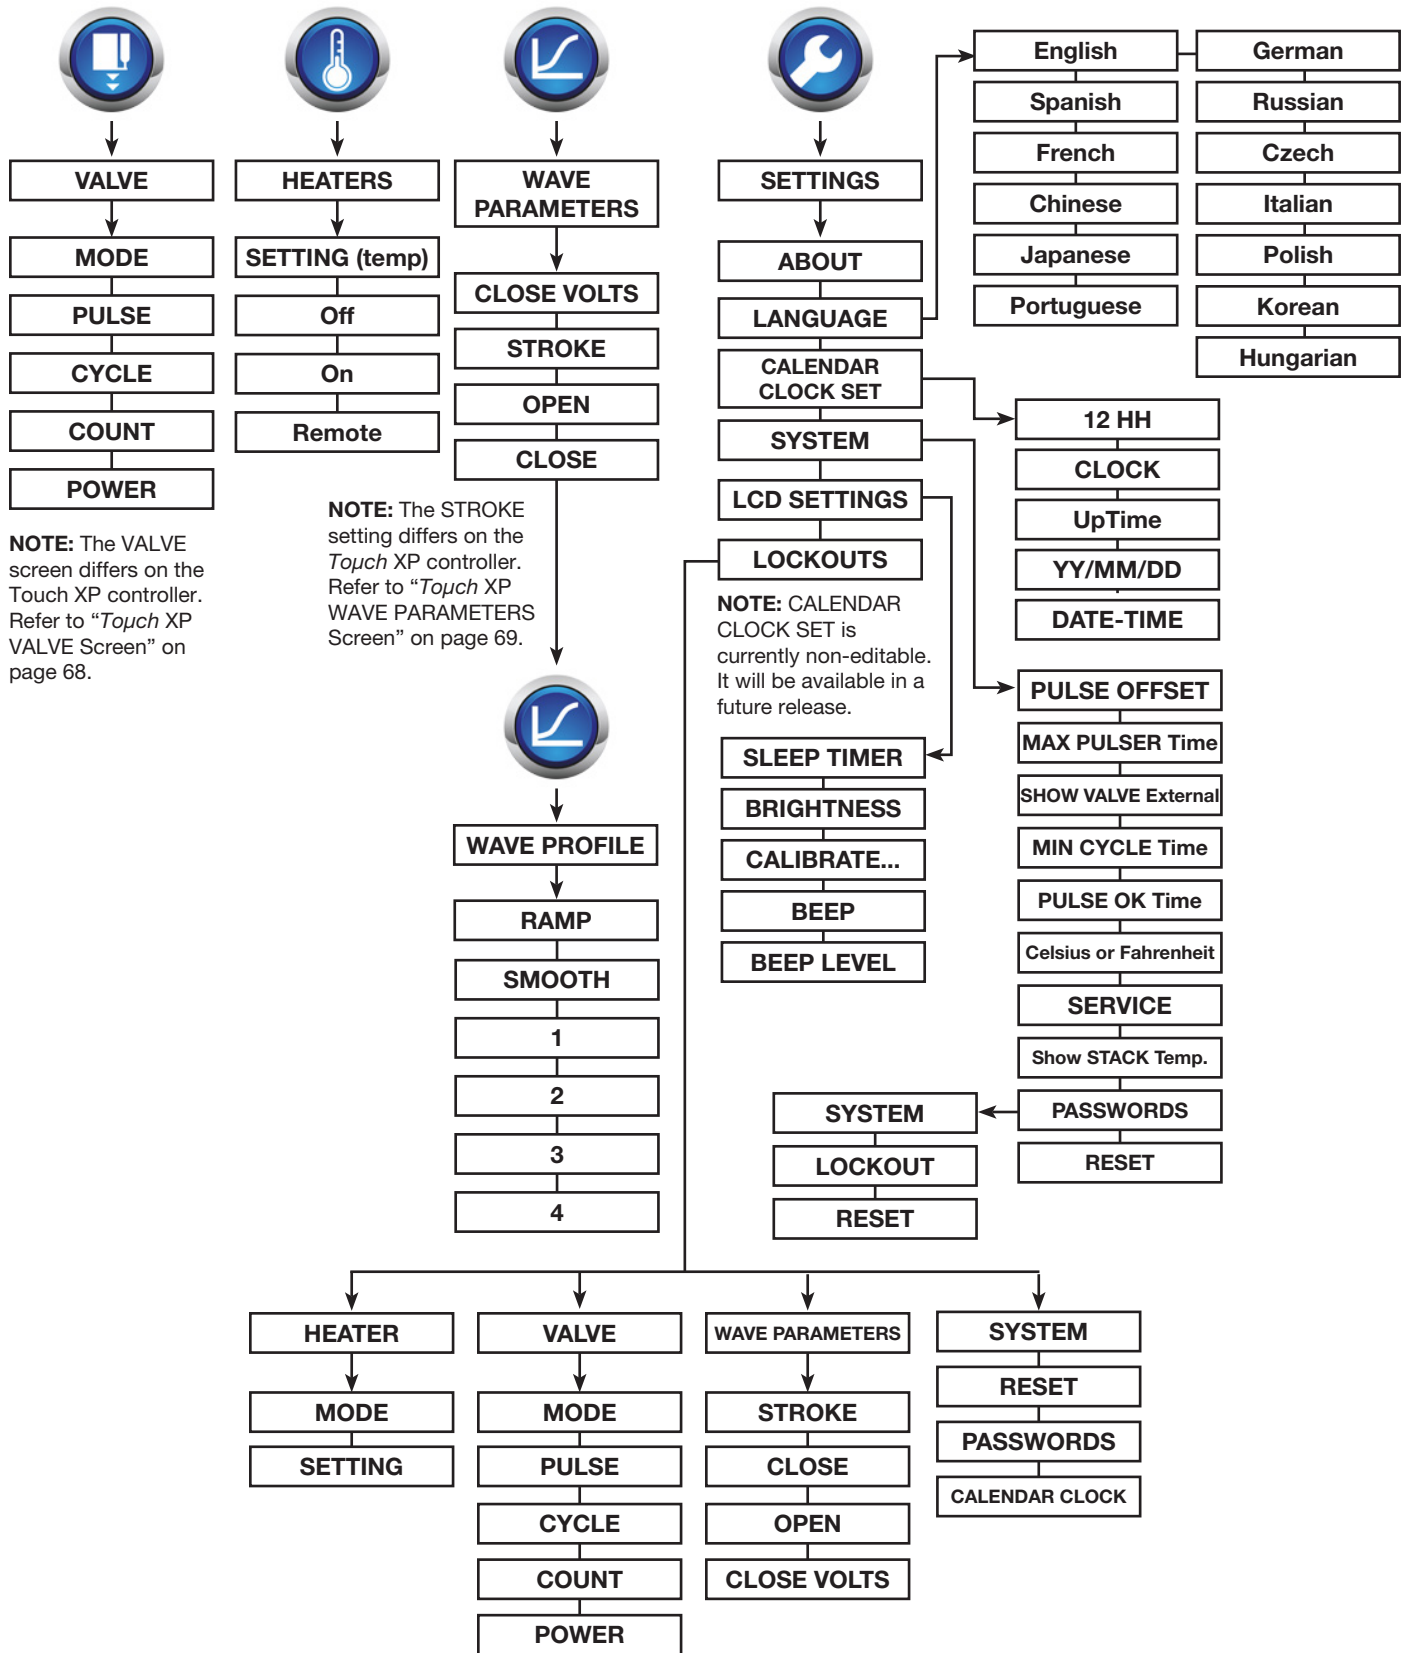 VALVE
MODE
PULSE
CYCLE
COUNT
POWER
NOTE: The VALVE
screen differs on the
Touch XP controller.
Refer to “Toμch XP
VALVE Screen” on
page 68.
HEATERS
SETTING (temp)
Off
On
Remote
WAVE
PARAMETERS
CLOSE VOLTS
STROKE
OPEN
CLOSE
NOTE: The STROKE
setting differs on the
Toμch XP controller.
Refer to “Toμch XP
WAVE PARAMETERS
Screen” on page 69.
WAVE PROFILE
RAMP
SMOOTH
1
2
3
4
SETTINGS
ABOUT
LANGUAGE
CALENDAR
CLOCK SET
SYSTEM
LCD SETTINGS
LOCKOUTS
NOTE: CALENDAR
CLOCK SET is
currently non-editable.
It will be available in a
future release.
SLEEP TIMER
BRIGHTNESS
CALIBRATE...
BEEP
BEEP LEVEL
English
Spanish
French
Chinese
Japanese
Portuguese
German
Russian
Czech
Italian
Polish
Korean
Hungarian
12 HH
CLOCK
UpTime
YY/MM/DD
DATE-TIME
PULSE OFFSET
MAX PULSER Time
SHOW VALVE External
MIN CYCLE Time
PULSE OK Time
Celsius or Fahrenheit
SERVICE
Show STACK Temp.
PASSWORDS
RESET
SYSTEM
LOCKOUT
RESET
HEATER
MODE
SETTING
VALVE
MODE
PULSE
CYCLE
COUNT
POWER
WAVE PARAMETERS
STROKE
CLOSE
OPEN
CLOSE VOLTS
SYSTEM
RESET
PASSWORDS
CALENDAR CLOCK